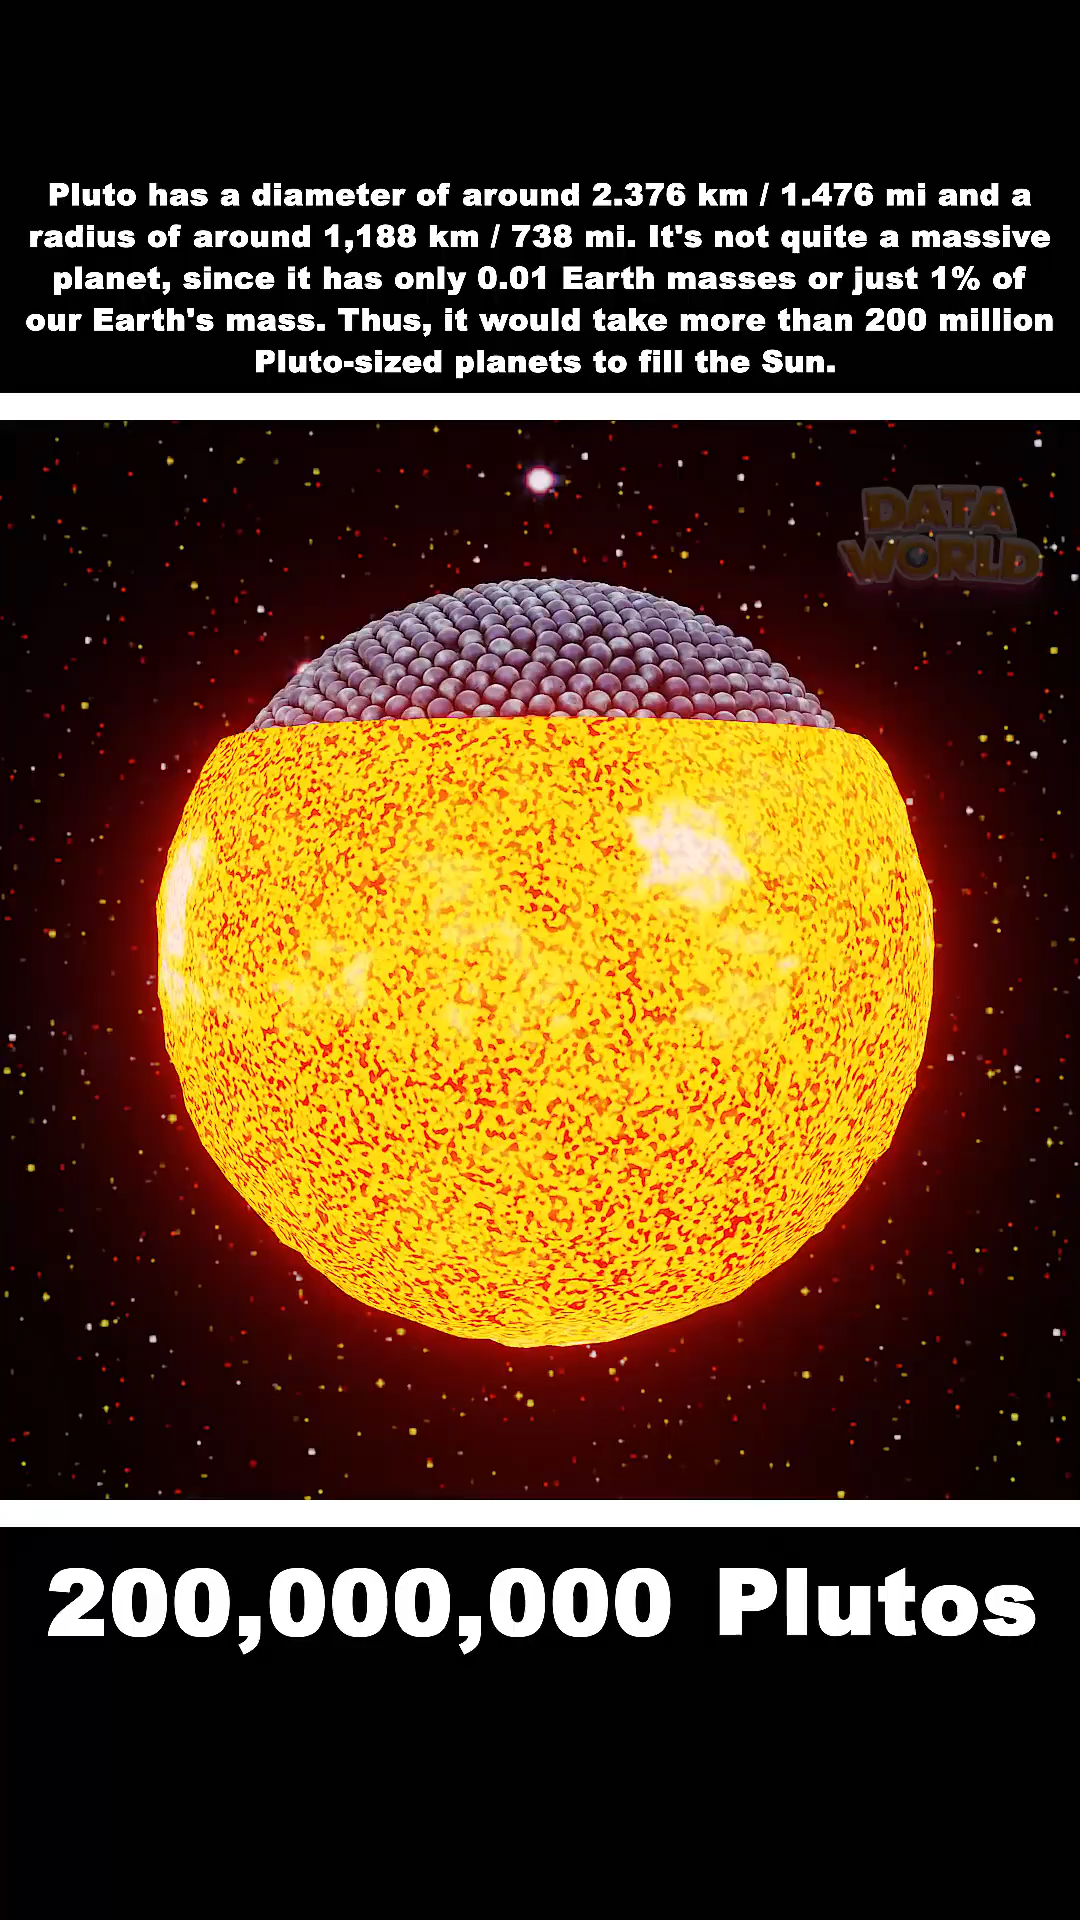 Pluto has a diameter of around 2.376 km / 1.476 mi and a
radius of around 1,188 km / 738 mi. It's not quite a massive
planet, since it has only 0.01 Earth masses or just 1% of
our Earth's mass. Thus, it would take more than 200 million
Pluto-sized planets to fill the Sun.
DATA
WORLD
200,000,000 Plutos